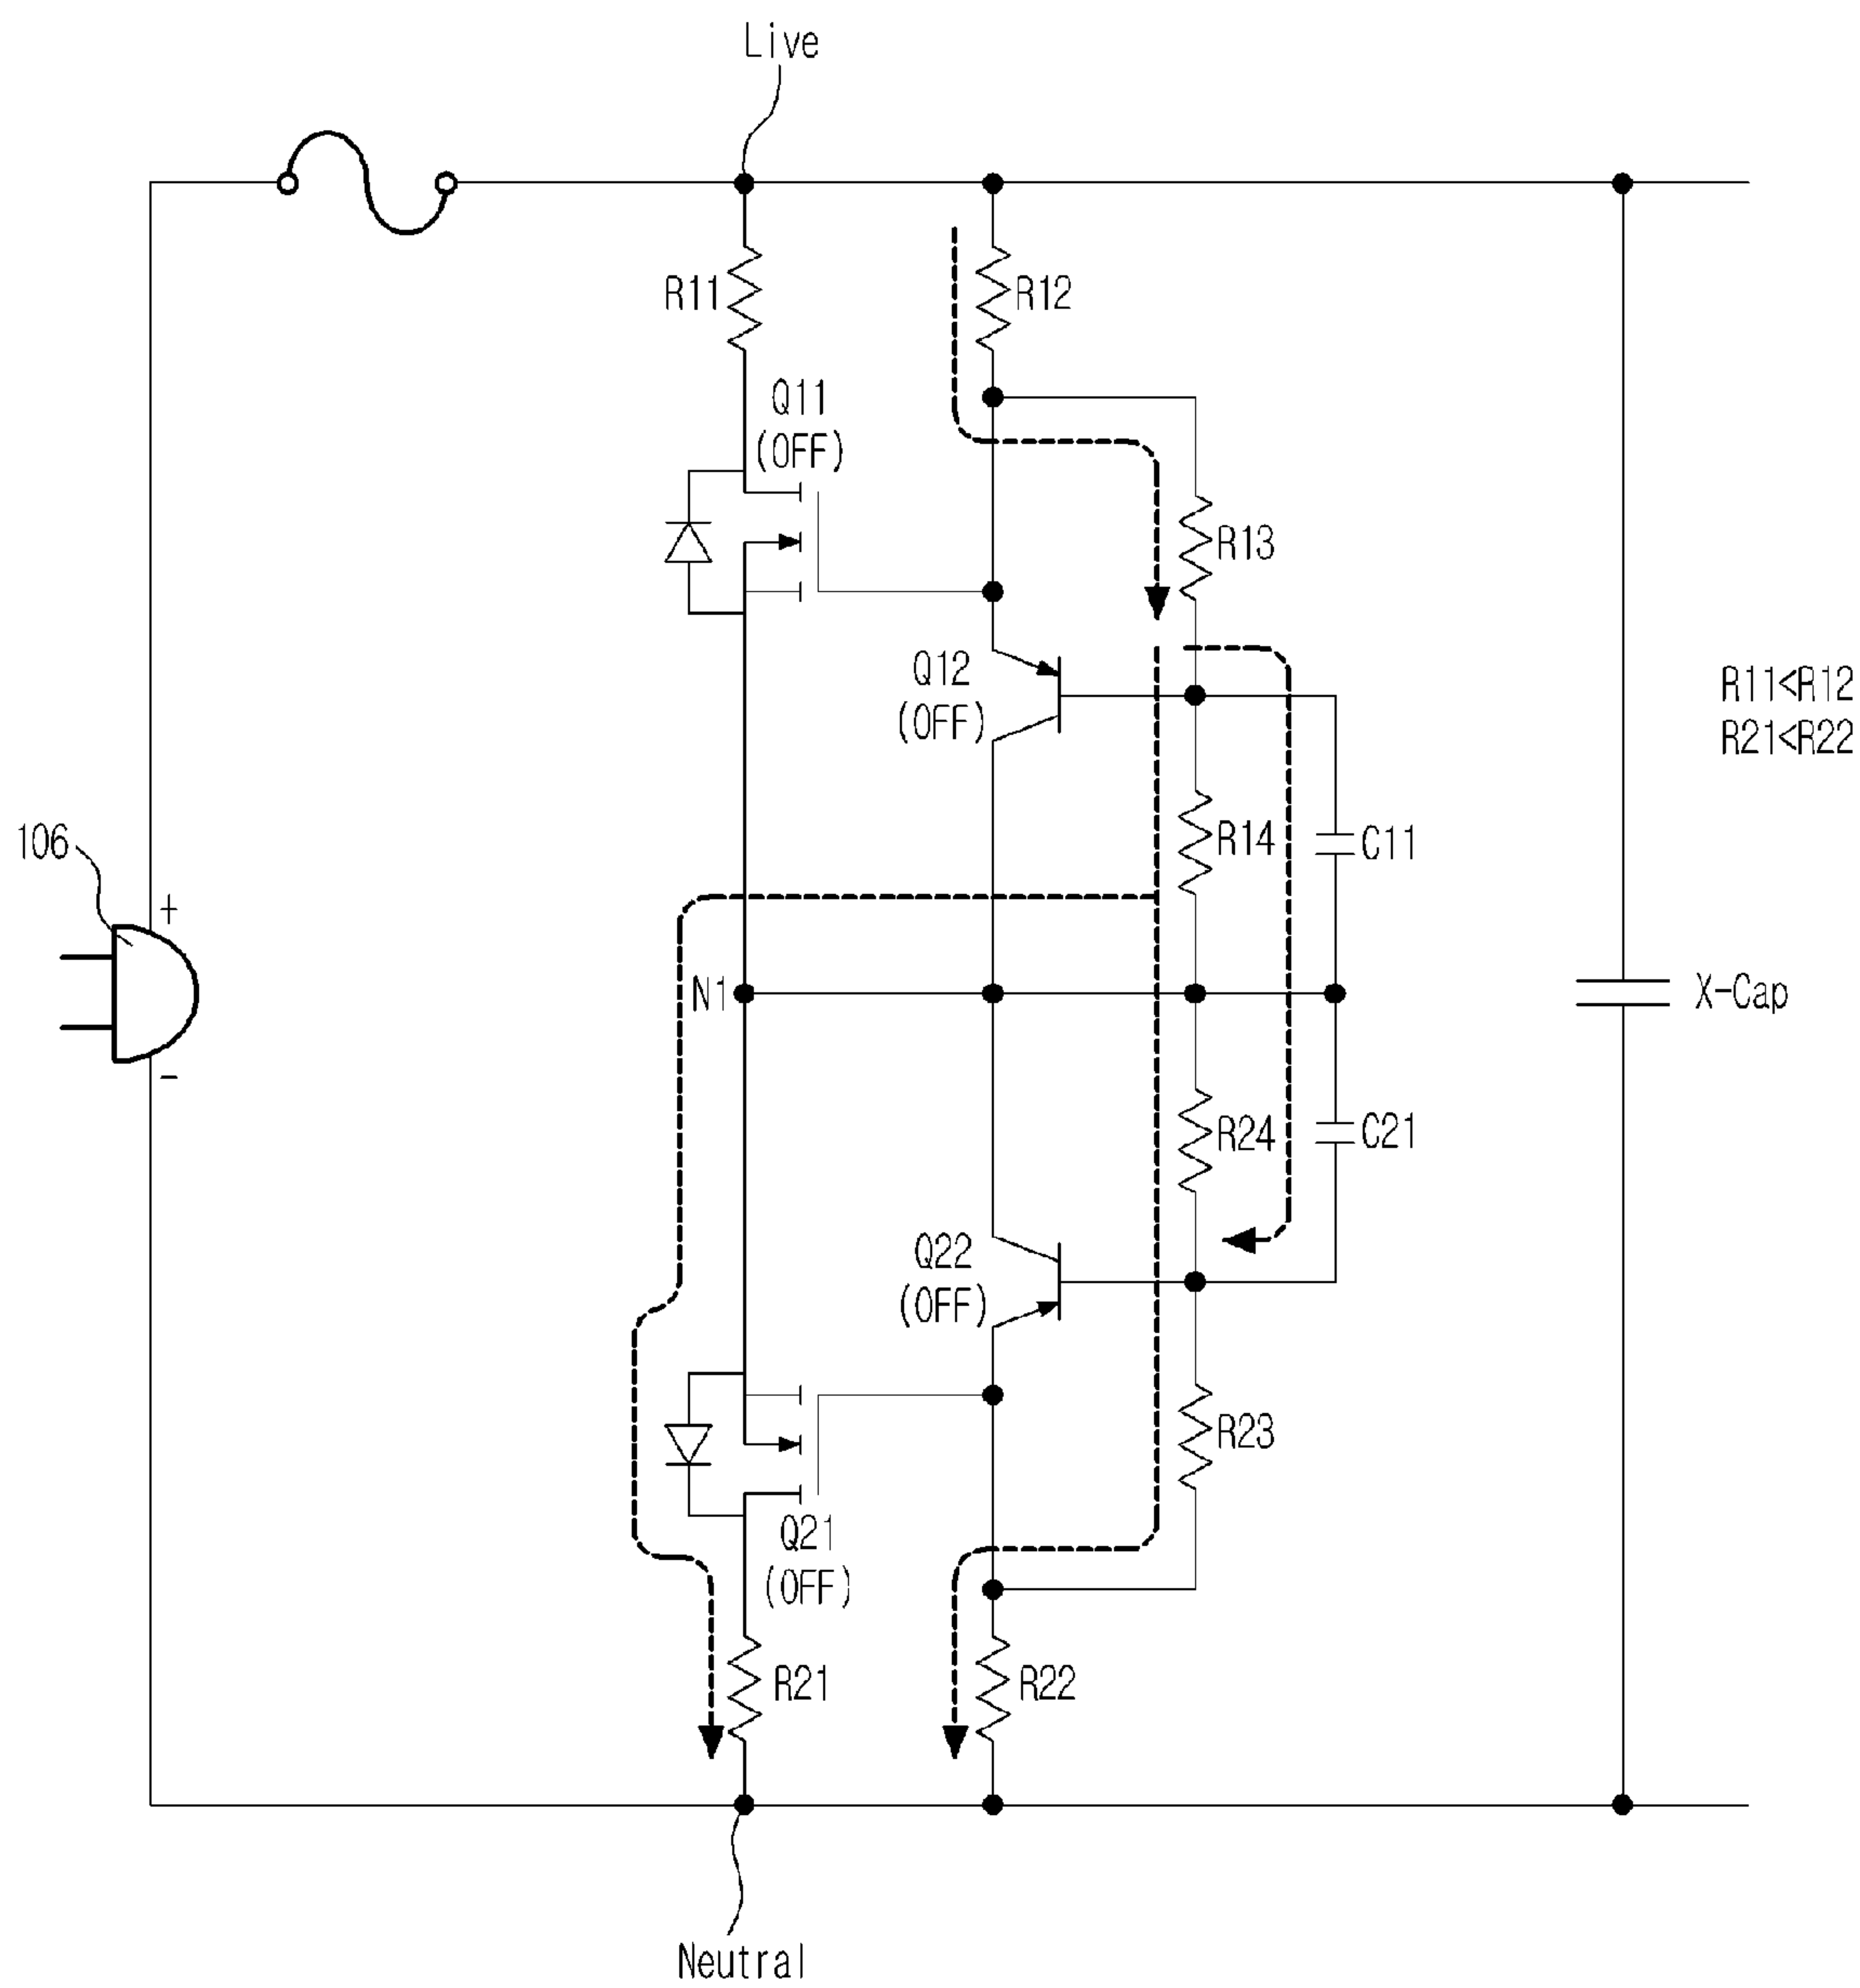 Live
R11
R12
Q11
(OFF)
R13
Q12
(OFF)
R11<R12
R21<R22
R14
C11
106
+
N1
X-Cap
-
R24
C21
Q22
(OFF)
R23
Q21
(OFF)
R21
R22
Neutral